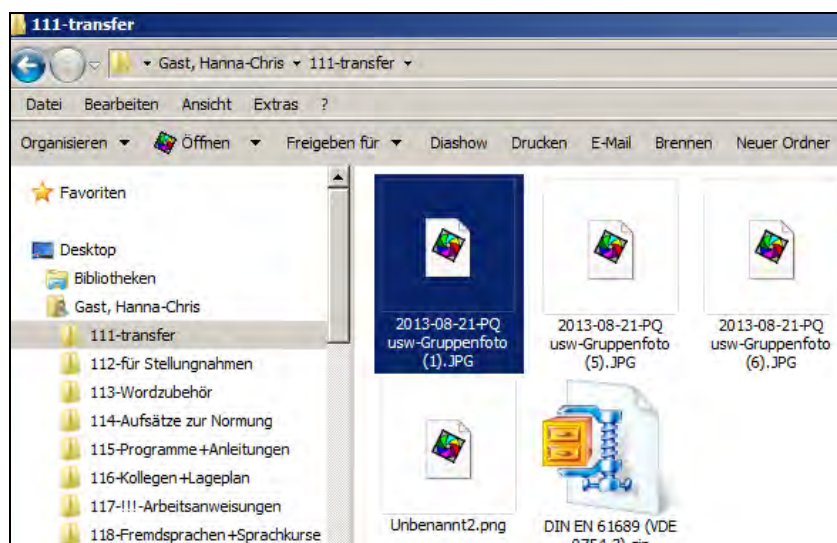 111-transfer
Gast, Hanna-Chris 111-transfer
Datei Bearbeiten Ansicht Extras ?
Organisieren Öffnen Freigeben für Diashow Drucken E-Mail Brennen Neuer Ordner
Favoriten
Desktop
Bibliotheken
Gast, Hanna-Chris
111-transfer
112-für Stellungnahmen
113-Wordzubehör
114-Aufsätze zur Normung
115-Programme+Anleitungen
116-Kollegen+Lageplan
117-!!!-Arbeitsanweisungen
118-Fremdsprachen+Sprachkurse
2013-08-21-PQ
usw-Gruppenfoto
(1).JPG
2013-08-21-PQ
usw-Gruppenfoto
(5).JPG
2013-08-21-PQ
usw-Gruppenfoto
(6).JPG
Unbenannt2.png
DIN EN 61689 (VDE